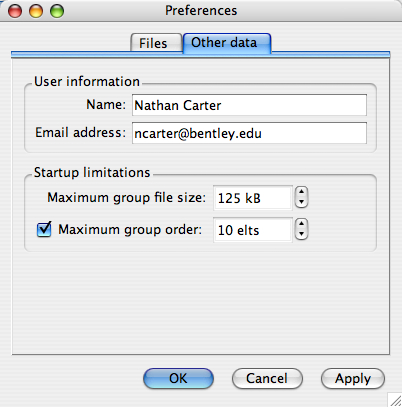 Preferences
Files Other data
User information
Name: Nathan Carter
Email address: ncarter@bentley.edu
Startup limitations
Maximum group file size: 125 kB
Maximum group order: 10 elts
OK Cancel Apply